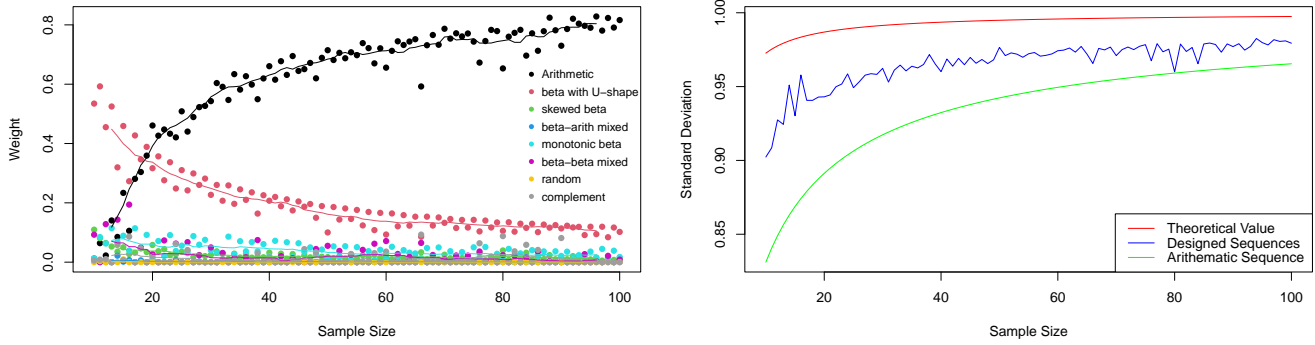 Weight
0.8
0.6
0.4
0.2
0.0
Arithmetic
beta with U−shape
skewed beta
beta−arith mixed
monotonic beta
beta−beta mixed
random
complement
20 40 60 80 100
Sample Size
Standard Deviation
1.00
0.95
0.90
0.85
Theoretical Value
Designed Sequences
Arithematic Sequence
20 40 60 80 100
Sample Size